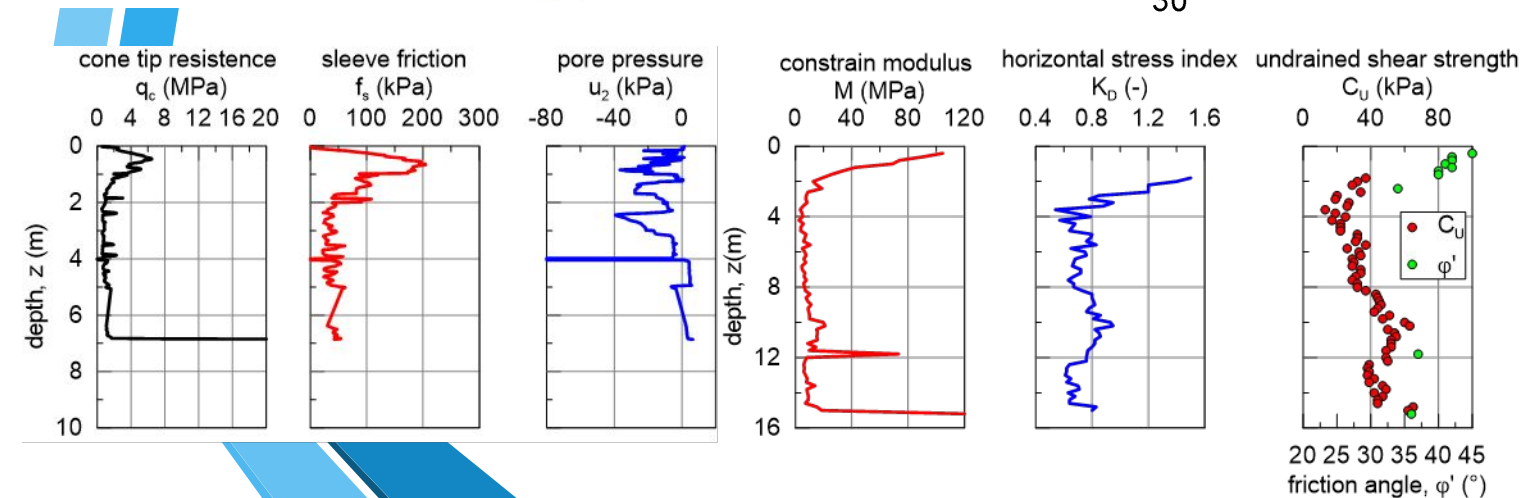 30
cone tip resistence
q_c (MPa)
0 4 8 12 16 20
sleeve friction
f_s (kPa)
0 100 200 300
pore pressure
u_2 (kPa)
-80 -40 0
constrain modulus
M (MPa)
0 40 80 120
horizontal stress index
K_D (-)
0.4 0.8 1.2 1.6
undrained shear strength
C_U (kPa)
0 40 80
depth, z (m)
0
2
4
6
8
10
depth, z(m)
0
4
8
12
16
C_U
φ'
20 25 30 35 40 45
friction angle, φ' (°)